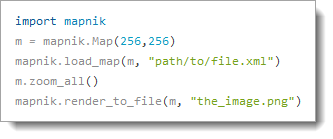 import mapnik
m = mapnik.Map(256,256)
mapnik.load_map(m, "path/to/file.xml")
m.zoom_all()
mapnik.render_to_file(m, "the_image.png")